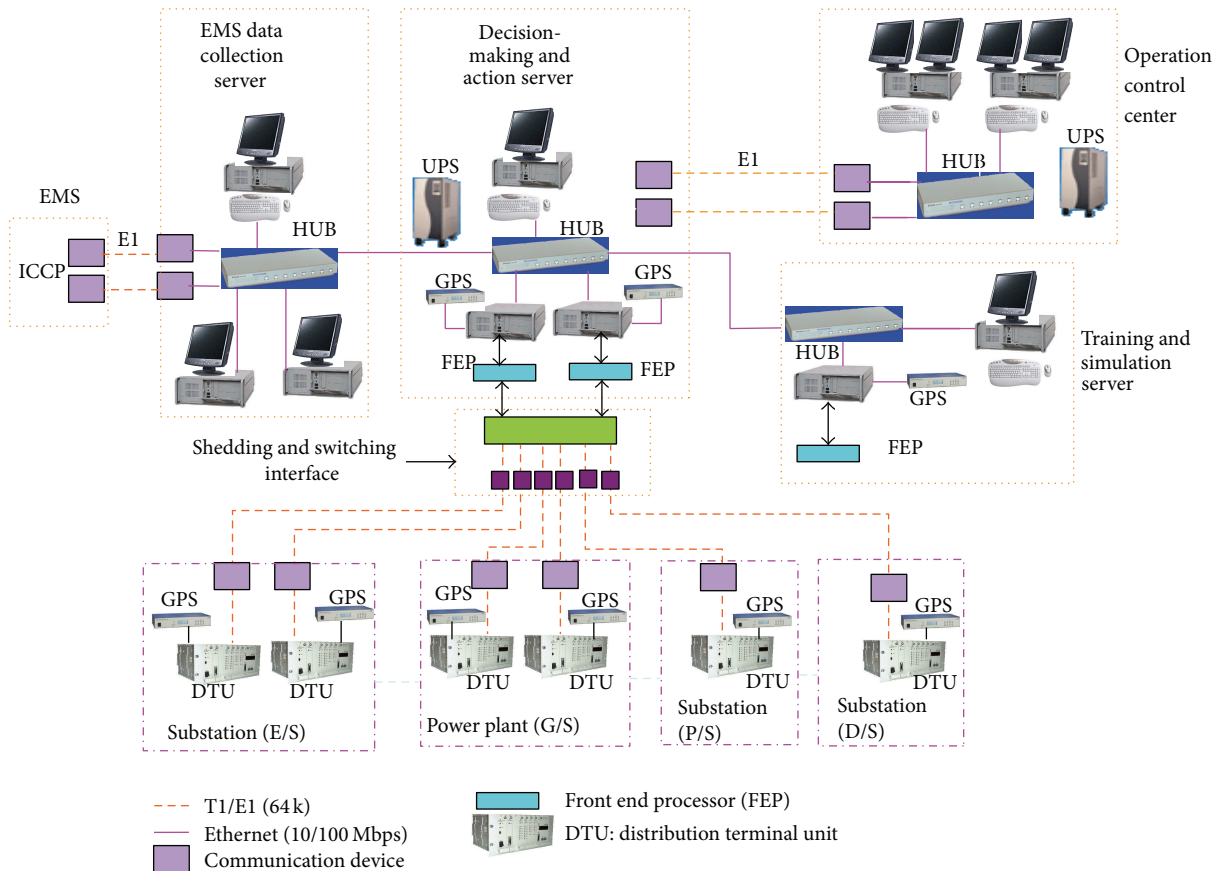 EMS data
collection
server
Decision-
making and
action server
Operation
control
center
UPS
E1
HUB
UPS
EMS
E1
HUB
HUB
ICCP
GPS
GPS
FEP
FEP
HUB
Training and
simulation
server
GPS
FEP
Shedding and switching
interface
GPS
GPS
GPS
GPS
GPS
GPS
DTU
DTU
DTU
DTU
DTU
DTU
Substation (E/S)
Power plant (G/S)
Substation
(P/S)
Substation
(D/S)
T1/E1 (64 k)
Ethernet (10/100 Mbps)
Communication device
Front end processor (FEP)
DTU: distribution terminal unit